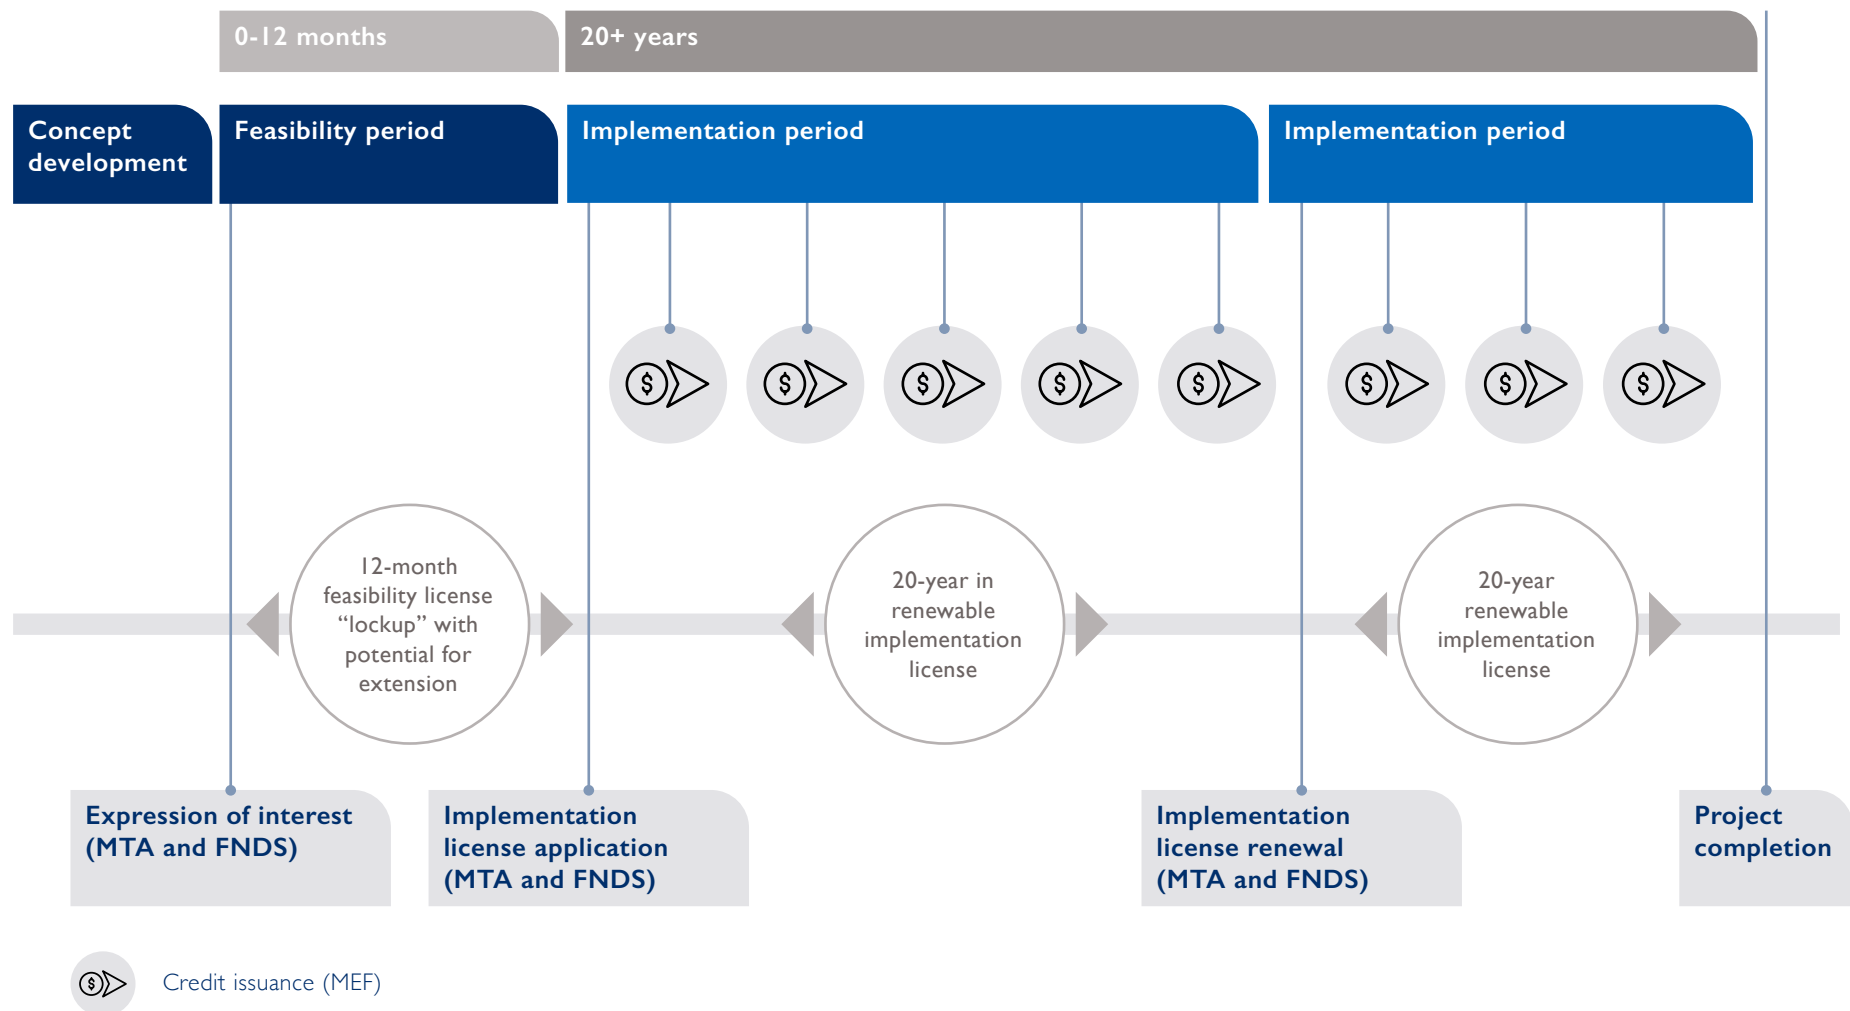 0-12 months
20+ years
Concept
development
Feasibility period
Implementation period
Implementation period
$
$
$
$
$
$
$
$
12-month
feasibility license
“lockup” with
potential for
extension
20-year in
renewable
implementation
license
20-year
renewable
implementation
license
Expression of interest
(MTA and FNDS)
Implementation
license application
(MTA and FNDS)
Implementation
license renewal
(MTA and FNDS)
Project
completion
$
Credit issuance (MEF)